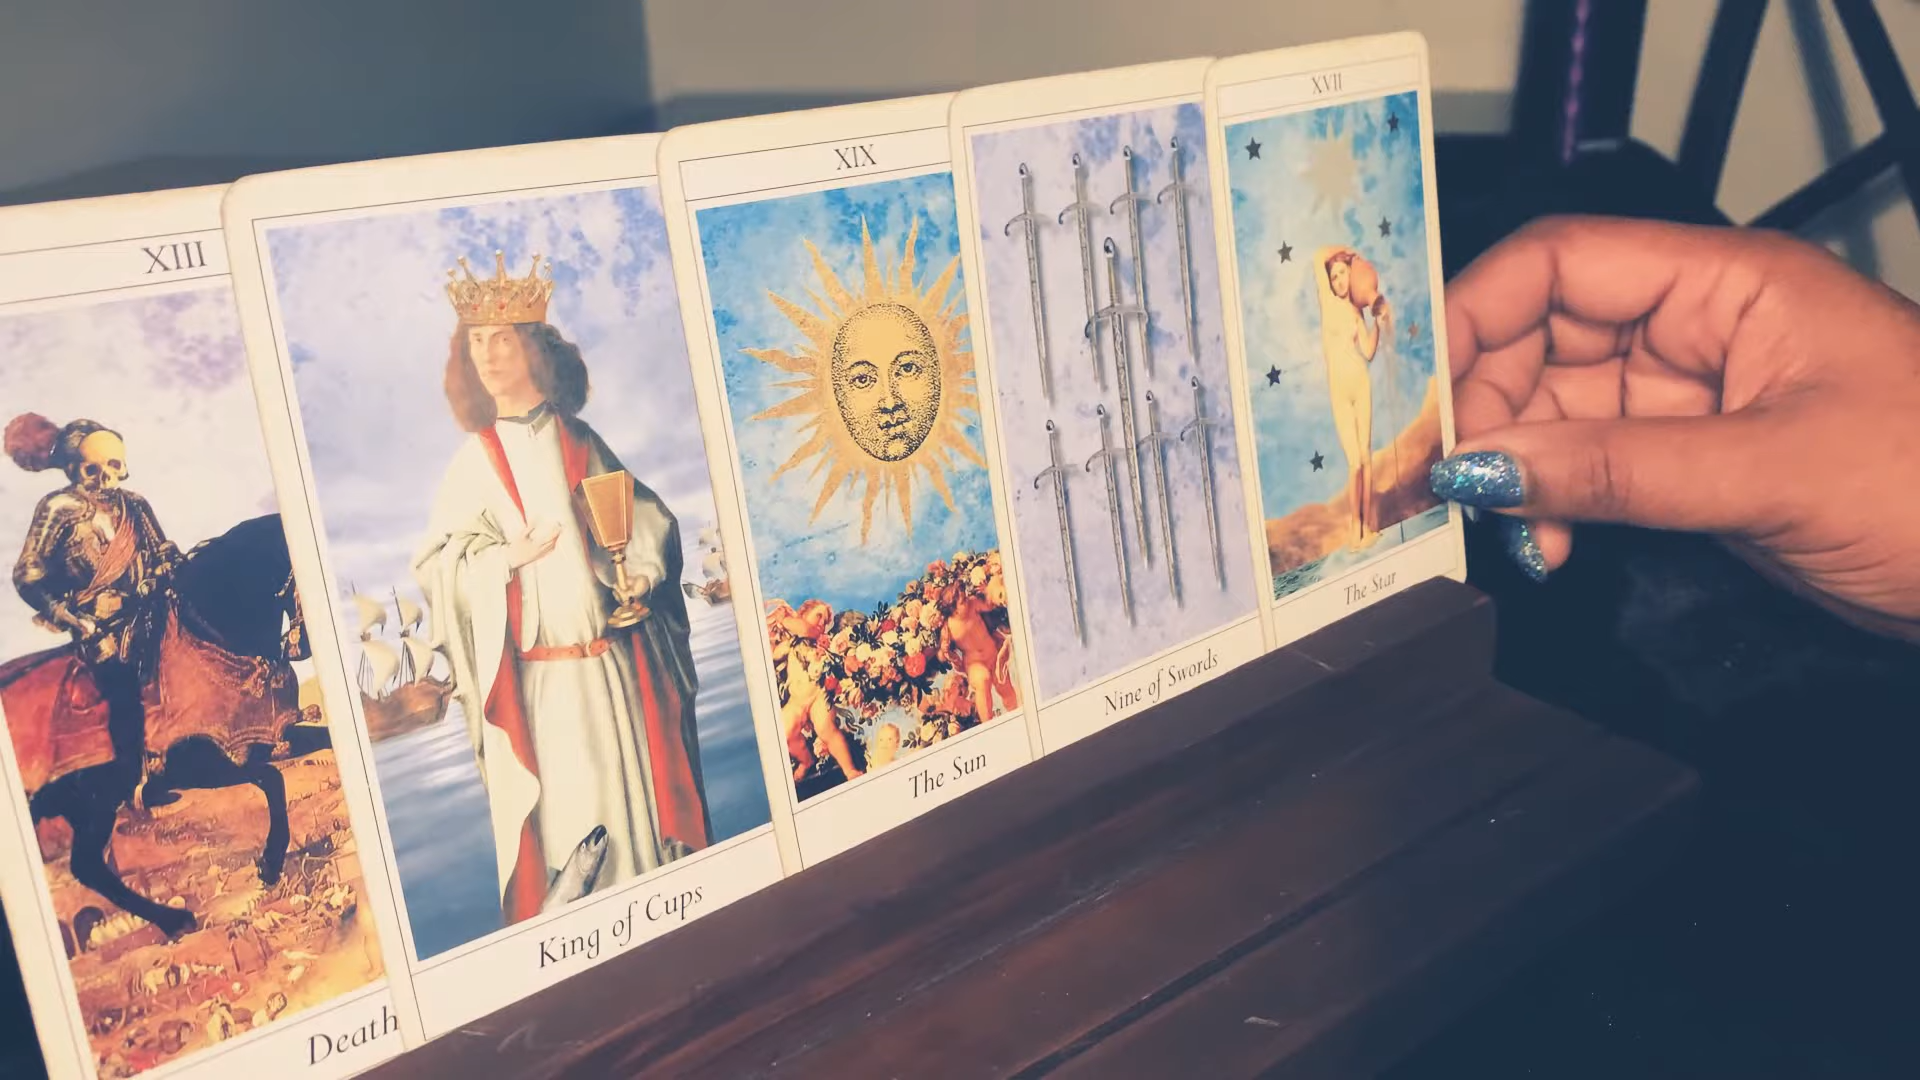 XIII
Death
King of Cups
XIX
The Sun
Nine of Swords
XVII
The Star